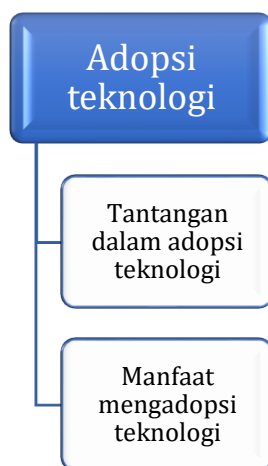 Adopsi
teknologi
Tantangan
dalam adopsi
teknologi
Manfaat
mengadopsi
teknologi